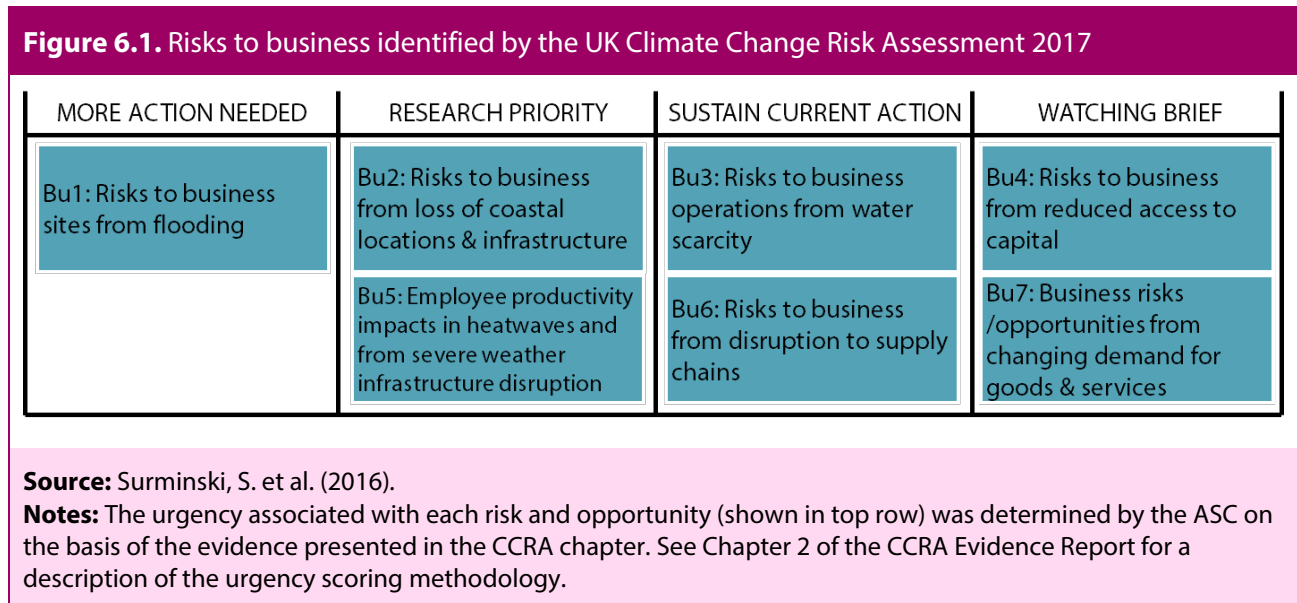 Figure 6.1. Risks to business identified by the UK Climate Change Risk Assessment 2017
MORE ACTION NEEDED
RESEARCH PRIORITY
SUSTAIN CURRENT ACTION
WATCHING BRIEF
Bu1: Risks to business
sites from flooding
Bu2: Risks to business
from loss of coastal
locations & infrastructure
Bu3: Risks to business
operations from water
scarcity
Bu4: Risks to business
from reduced access to
capital
Bu5: Employee productivity
impacts in heatwaves and
from severe weather
infrastructure disruption
Bu6: Risks to business
from disruption to supply
chains
Bu7: Business risks
/opportunities from
changing demand for
goods & services
Source: Surminski, S. et al. (2016).
Notes: The urgency associated with each risk and opportunity (shown in top row) was determined by the ASC on
the basis of the evidence presented in the CCRA chapter. See Chapter 2 of the CCRA Evidence Report for a
description of the urgency scoring methodology.